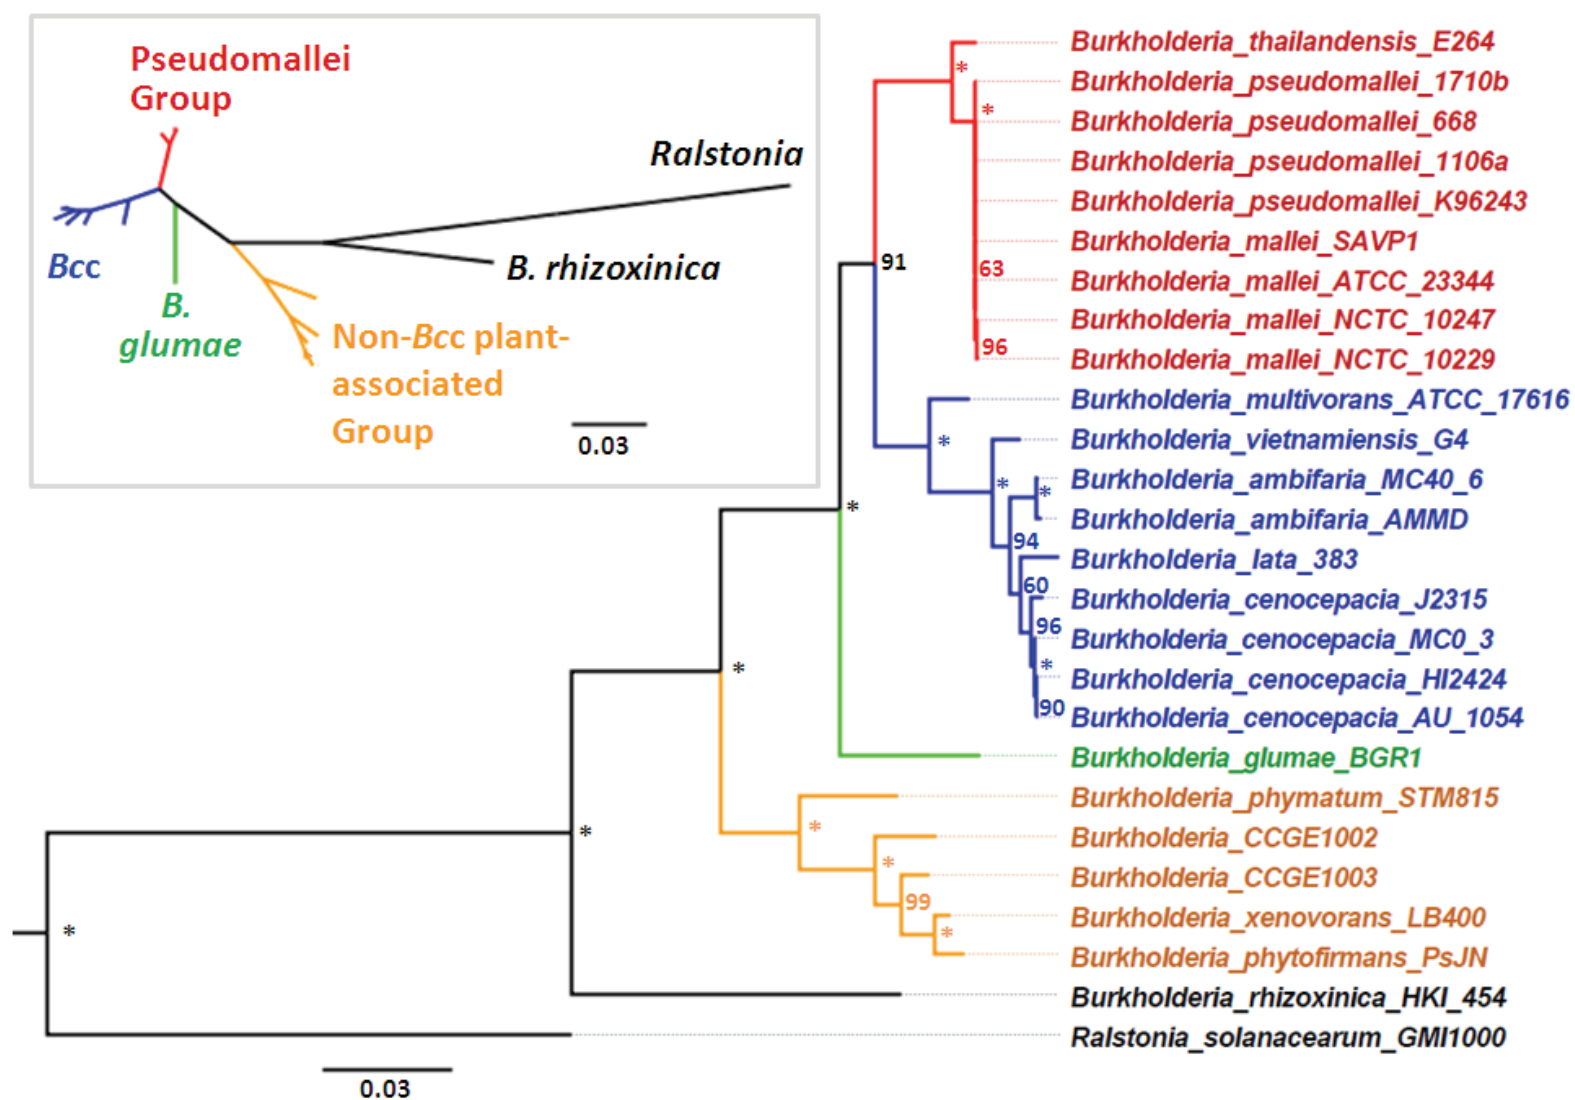 Pseudomallei
Group
Ralstonia
Bcc
B. rhizoxinica
B.
glumae
Non-Bcc plant-
associated
Group
0.03
Burkholderia_thailandensis_E264
*
Burkholderia_pseudomallei_1710b
*
Burkholderia_pseudomallei_668
Burkholderia_pseudomallei_1106a
Burkholderia_pseudomallei_K96243
Burkholderia_mallei_SAVP1
91
63
Burkholderia_mallei_ATCC_23344
Burkholderia_mallei_NCTC_10247
96
Burkholderia_mallei_NCTC_10229
Burkholderia_multivorans_ATCC_17616
*
Burkholderia_vietnamiensis_G4
*
Burkholderia_ambifaria_MC40_6
*
*
Burkholderia_ambifaria_AMMD
94
Burkholderia_lata_383
60
Burkholderia_cenocepacia_J2315
96
Burkholderia_cenocepacia_MC0_3
*
*
Burkholderia_cenocepacia_HI2424
90
Burkholderia_cenocepacia_AU_1054
Burkholderia_glumae_BGR1
Burkholderia_phymatum_STM815
*
*
Burkholderia_CCGE1002
*
Burkholderia_CCGE1003
99
Burkholderia_xenovorans_LB400
*
*
Burkholderia_phytofirmans_PsJN
Burkholderia_rhizoxinica_HKI_454
Ralstonia_solanacearum_GMI1000
0.03